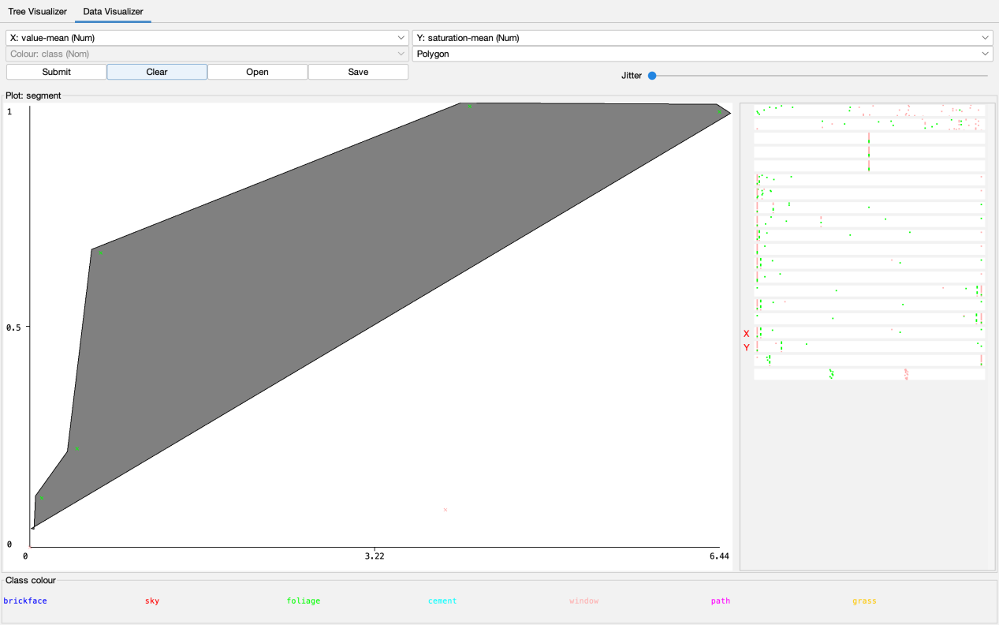 Tree Visualizer Data Visualizer
X: value-mean (Num) Y: saturation-mean (Num)
Colour: class (Nom) Polygon
Submit Clear Open Save Jitter
Plot: segment
1
0.5
X
Y
0
0 3.22 6.44
Class colour
brickface sky foliage cement window path grass